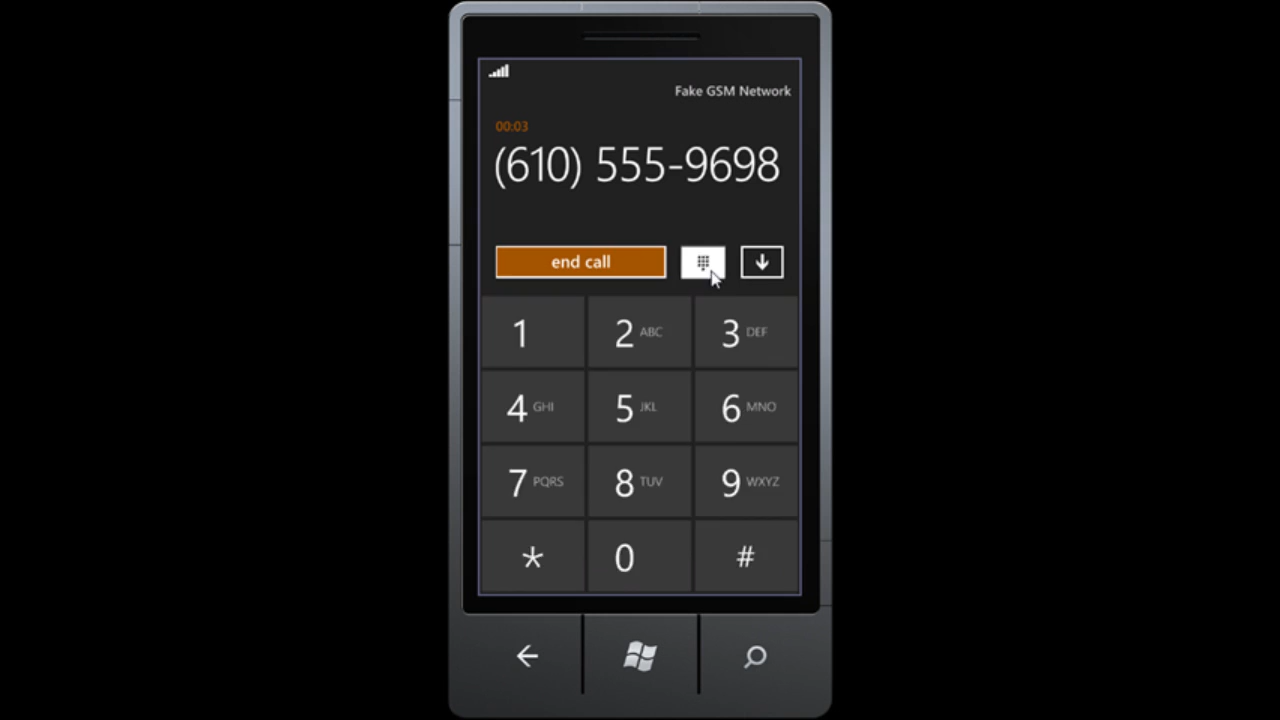 Fake GSM Network
00:03
(610) 555-9698
end call
1 2 ABC 3 DEF
4 GHI 5 JKL 6 MNO
7 PQRS 8 TUV 9 WXYZ
* 0 #